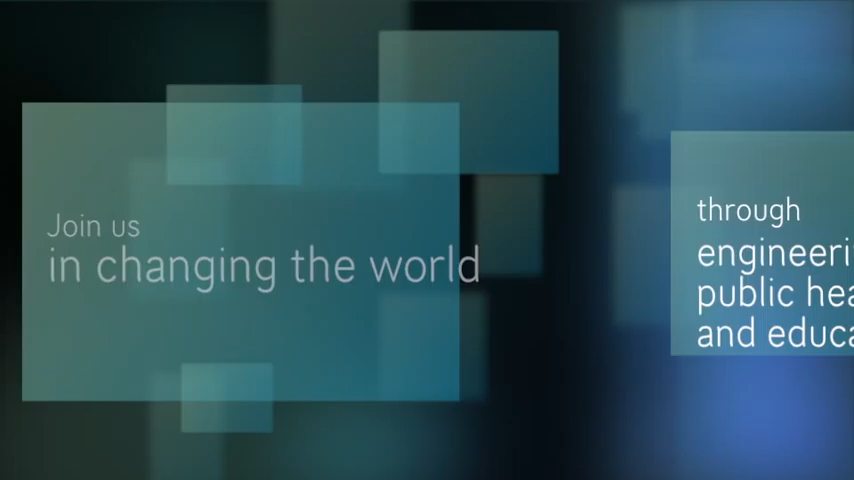 Join us
in changing the world
through
engineeri
public hea
and educa